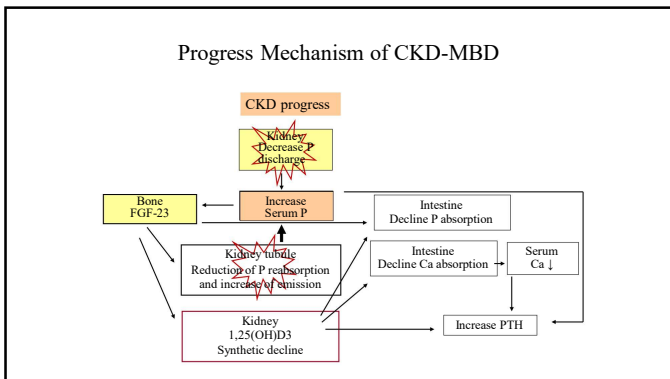 Progress Mechanism of CKD-MBD
CKD progress
Kidney
Decrease P
discharge
Bone
FGF-23
Increase
Serum P
Intestine
Decline P absorption
Kidney tubule
Reduction of P reabsorption
and increase of emission
Intestine
Decline Ca absorption
Serum
Ca ↓
Kidney
1,25(OH)D3
Synthetic decline
Increase PTH